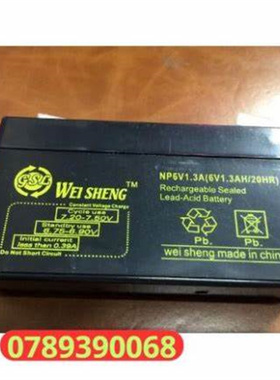 WEI SHENG™
Constant Voltage Charge
Cycle use
7.20-7.50V
Standby use
6.75-6.90V
Initial current
less than 0.39A
Do Not Short Circuit
NP6V1.3A(6V1.3AH/20HR)
Rechargeable Sealed
Lead-Acid Battery
Pb.
Pb.
wei sheng made in ma
0789390068